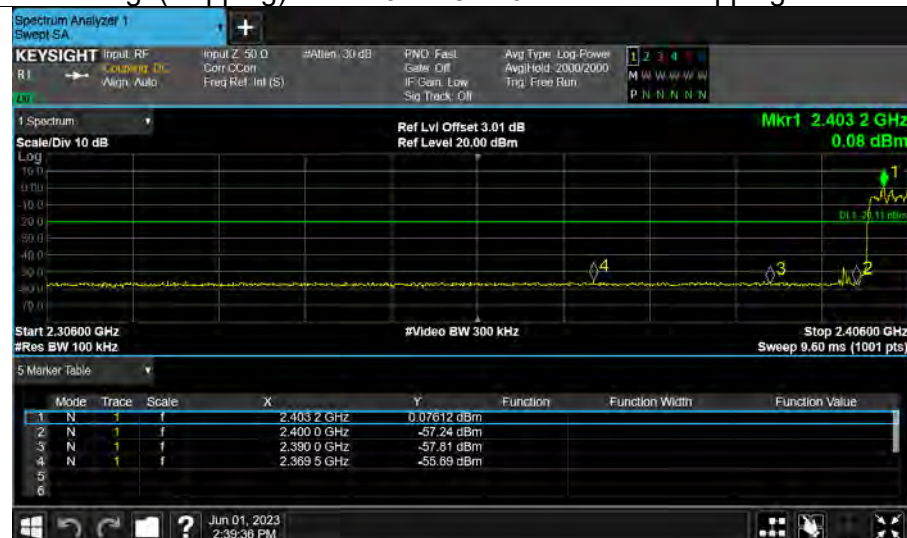 Spectrum Analyzer 1
Swept SA
+
KEYSIGHT Input: RF Input Z: 50 Ω #Atten: 30 dB PNO: Fast Avg Type: Log-Power 1 2 3 4
R1 Coupling: DC Corr CCorr Gate: Off Avg|Hold: 2000/2000 M W W W W W
Align: Auto Freq Ref: Int (S) IF Gain: Low Trig: Free Run P N N N N N
Sig Track: Off
1 Spectrum
Scale/Div 10 dB
Ref Lvl Offset 3.01 dB
Ref Level 20.00 dBm
Mkr1 2.403 2 GHz
0.08 dBm
Log
1
4
3
2
Start 2.30600 GHz #Video BW 300 kHz Stop 2.40600 GHz
#Res BW 100 kHz Sweep 9.60 ms (1001 pts)
5 Marker Table
Mode Trace Scale X Y Function Function Width Function Value
1 N 1 f 2.403 2 GHz 0.07612 dBm
2 N 1 f 2.400 0 GHz -57.24 dBm
3 N 1 f 2.390 0 GHz -57.81 dBm
4 N 1 f 2.369 5 GHz -55.69 dBm
5
6
? Jun 01, 2023
2:39:36 PM